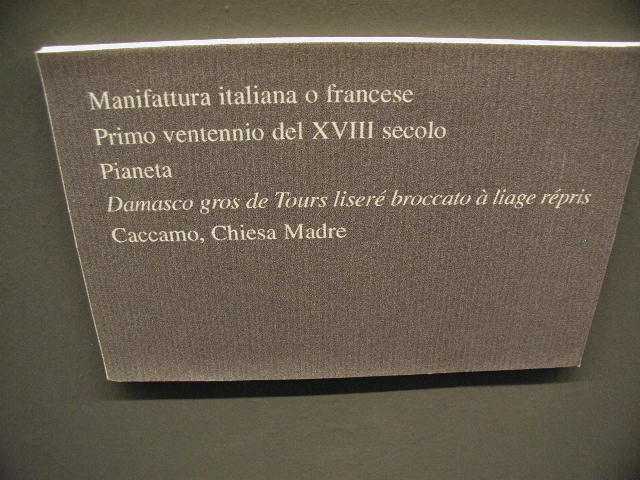 Manifattura italiana o francese
Primo ventennio del XVIII secolo
Pianeta
Damasco gros de Tours liseré broccato à liage répris
Caccamo, Chiesa Madre